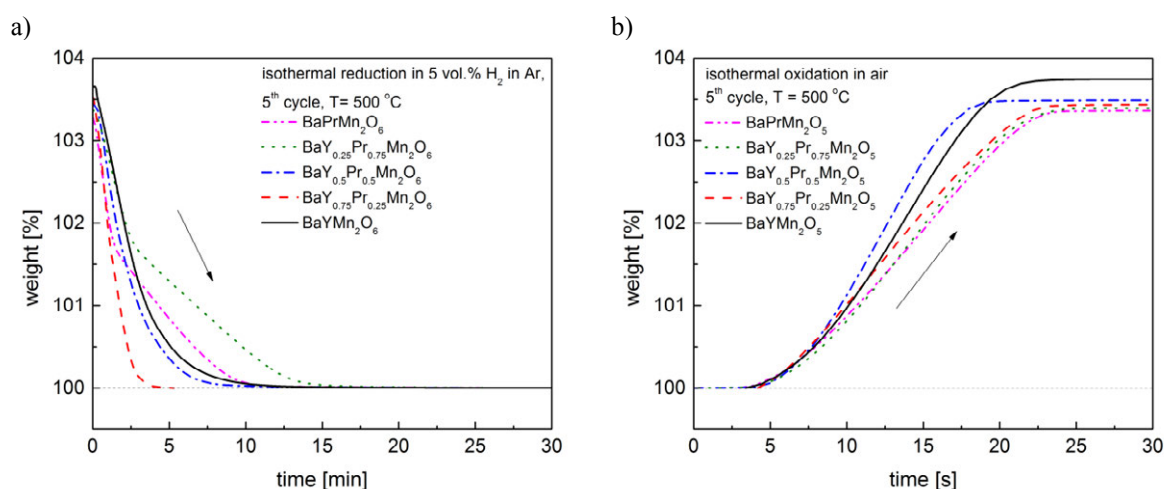 a)
104
103
102
101
100
weight [%]
isothermal reduction in 5 vol.% H₂ in Ar,
5ᵗʰ cycle, T= 500 °C
BaPrMn₂O₆
BaY₀.₂₅Pr₀.₇₅Mn₂O₆
BaY₀.₅Pr₀.₅Mn₂O₆
BaY₀.₇₅Pr₀.₂₅Mn₂O₆
BaYMn₂O₆
0 5 10 15 20 25 30
time [min]
b)
104
103
102
101
100
weight [%]
isothermal oxidation in air
5ᵗʰ cycle, T = 500 °C
BaPrMn₂O₅
BaY₀.₂₅Pr₀.₇₅Mn₂O₅
BaY₀.₅Pr₀.₅Mn₂O₅
BaY₀.₇₅Pr₀.₂₅Mn₂O₅
BaYMn₂O₅
0 5 10 15 20 25 30
time [s]